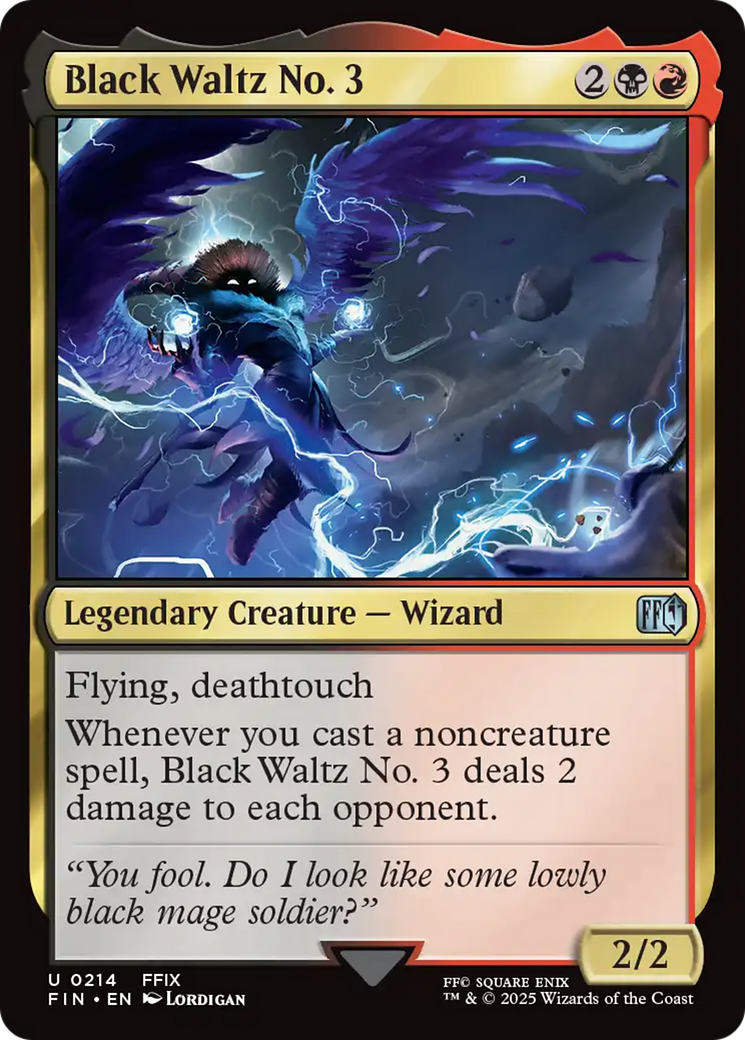 Black Waltz No. 3
2
Legendary Creature — Wizard
FF
Flying, deathtouch
Whenever you cast a noncreature
spell, Black Waltz No. 3 deals 2
damage to each opponent.
“You fool. Do I look like some lowly
black mage soldier?”
2/2
U 0214 FFIX
FIN • EN LORDIGAN
FF© SQUARE ENIX
™ & © 2025 Wizards of the Coast